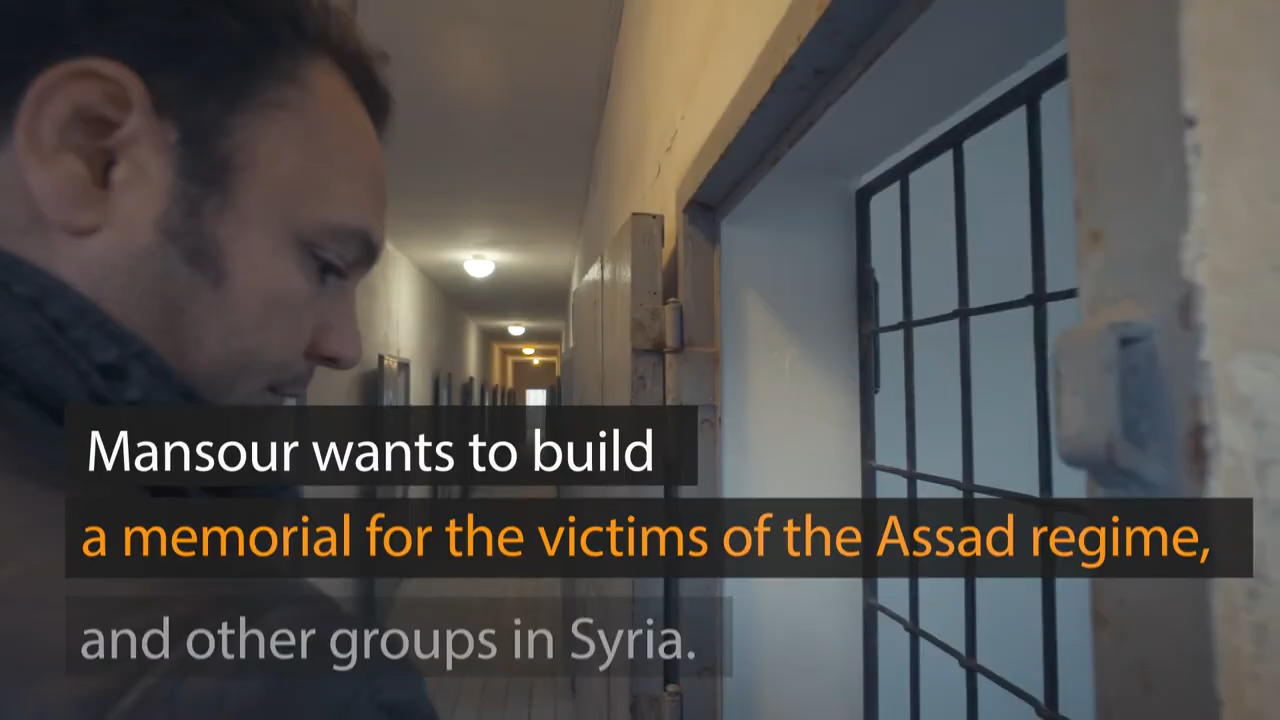 Mansour wants to build
a memorial for the victims of the Assad regime,
and other groups in Syria.